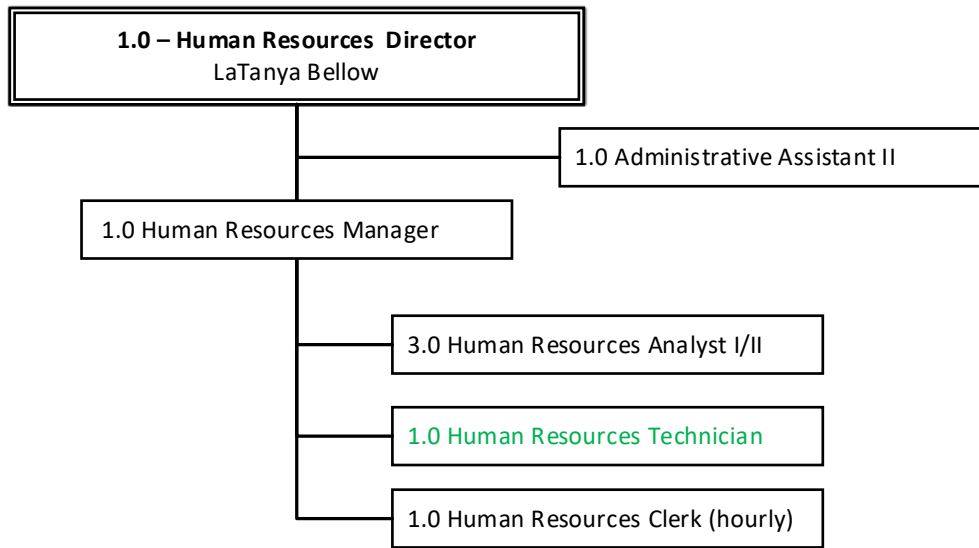 1.0 – Human Resources Director
LaTanya Bellow
1.0 Administrative Assistant II
1.0 Human Resources Manager
3.0 Human Resources Analyst I/II
1.0 Human Resources Technician
1.0 Human Resources Clerk (hourly)